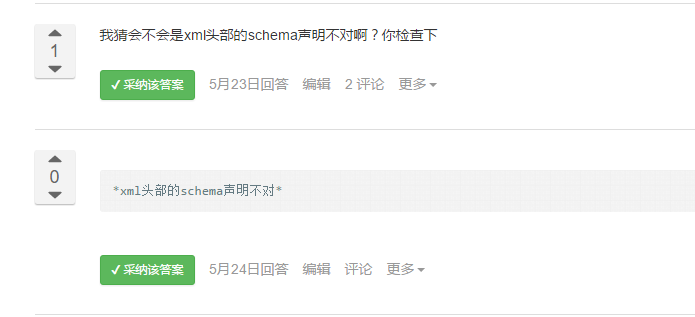 我猜会不会是xml头部的schema声明不对啊？你检查下
1
✓ 采纳该答案 5月23日回答 编辑 2 评论 更多
0
*xml头部的schema声明不对*
✓ 采纳该答案 5月24日回答 编辑 评论 更多